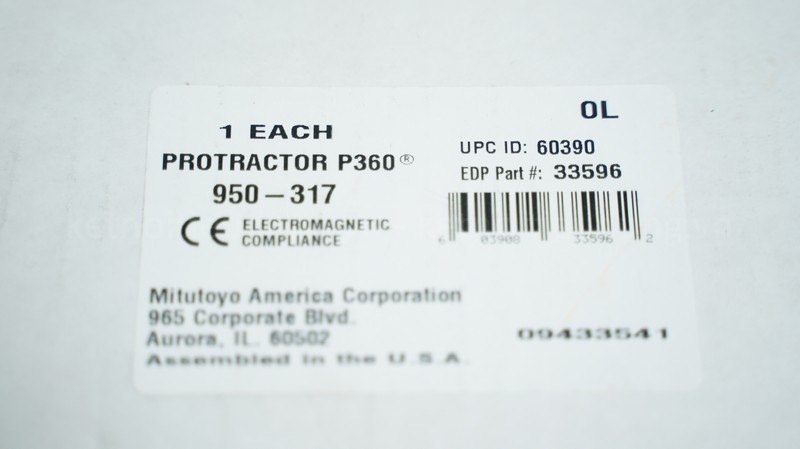 OL
1 EACH
PROTRACTOR P360®
950-317
CE ELECTROMAGNETIC
COMPLIANCE
UPC ID: 60390
EDP Part #: 33596
6 03908 33596 2
Mitutoyo America Corporation
965 Corporate Blvd.
Aurora, IL. 60502
Assembled in the U.S.A.
09433541